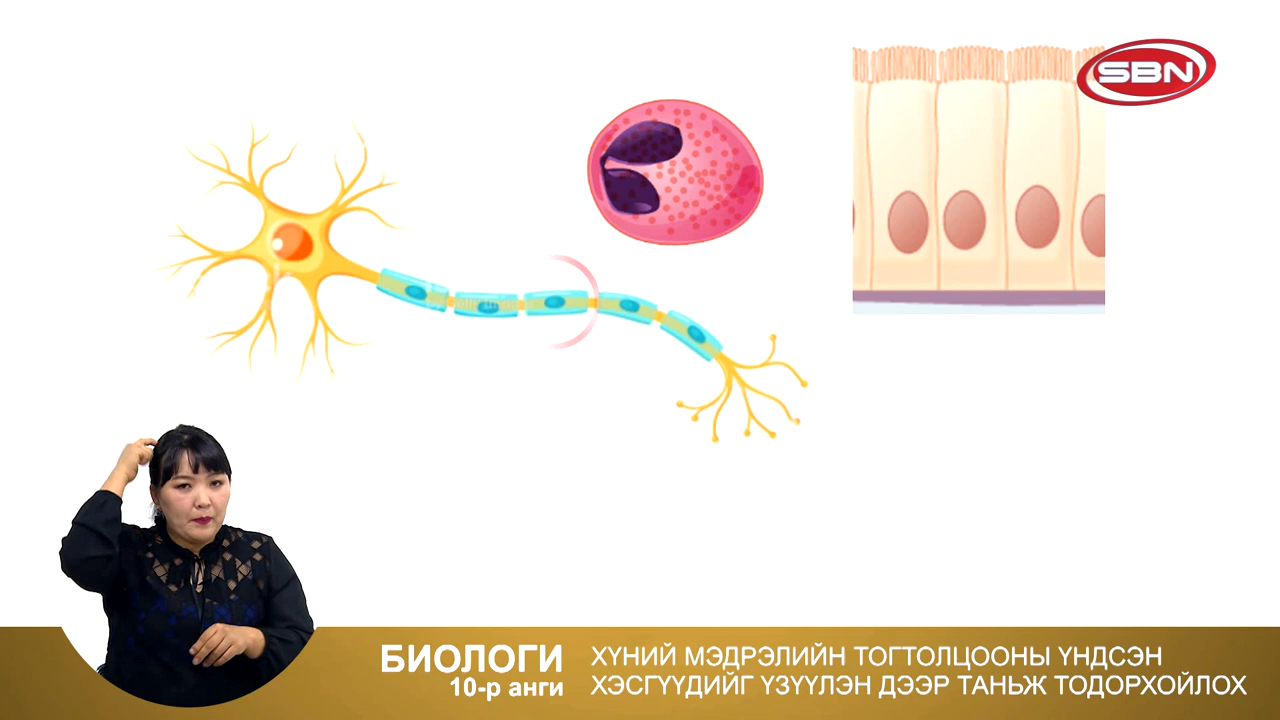 SBN
БИОЛОГИ
10-р анги
ХҮНИЙ МЭДРЭЛИЙН ТОГТОЛЦООНЫ ҮНДСЭН
ХЭСГҮҮДИЙГ ҮЗҮҮЛЭН ДЭЭР ТАНЬЖ ТОДОРХОЙЛОХ